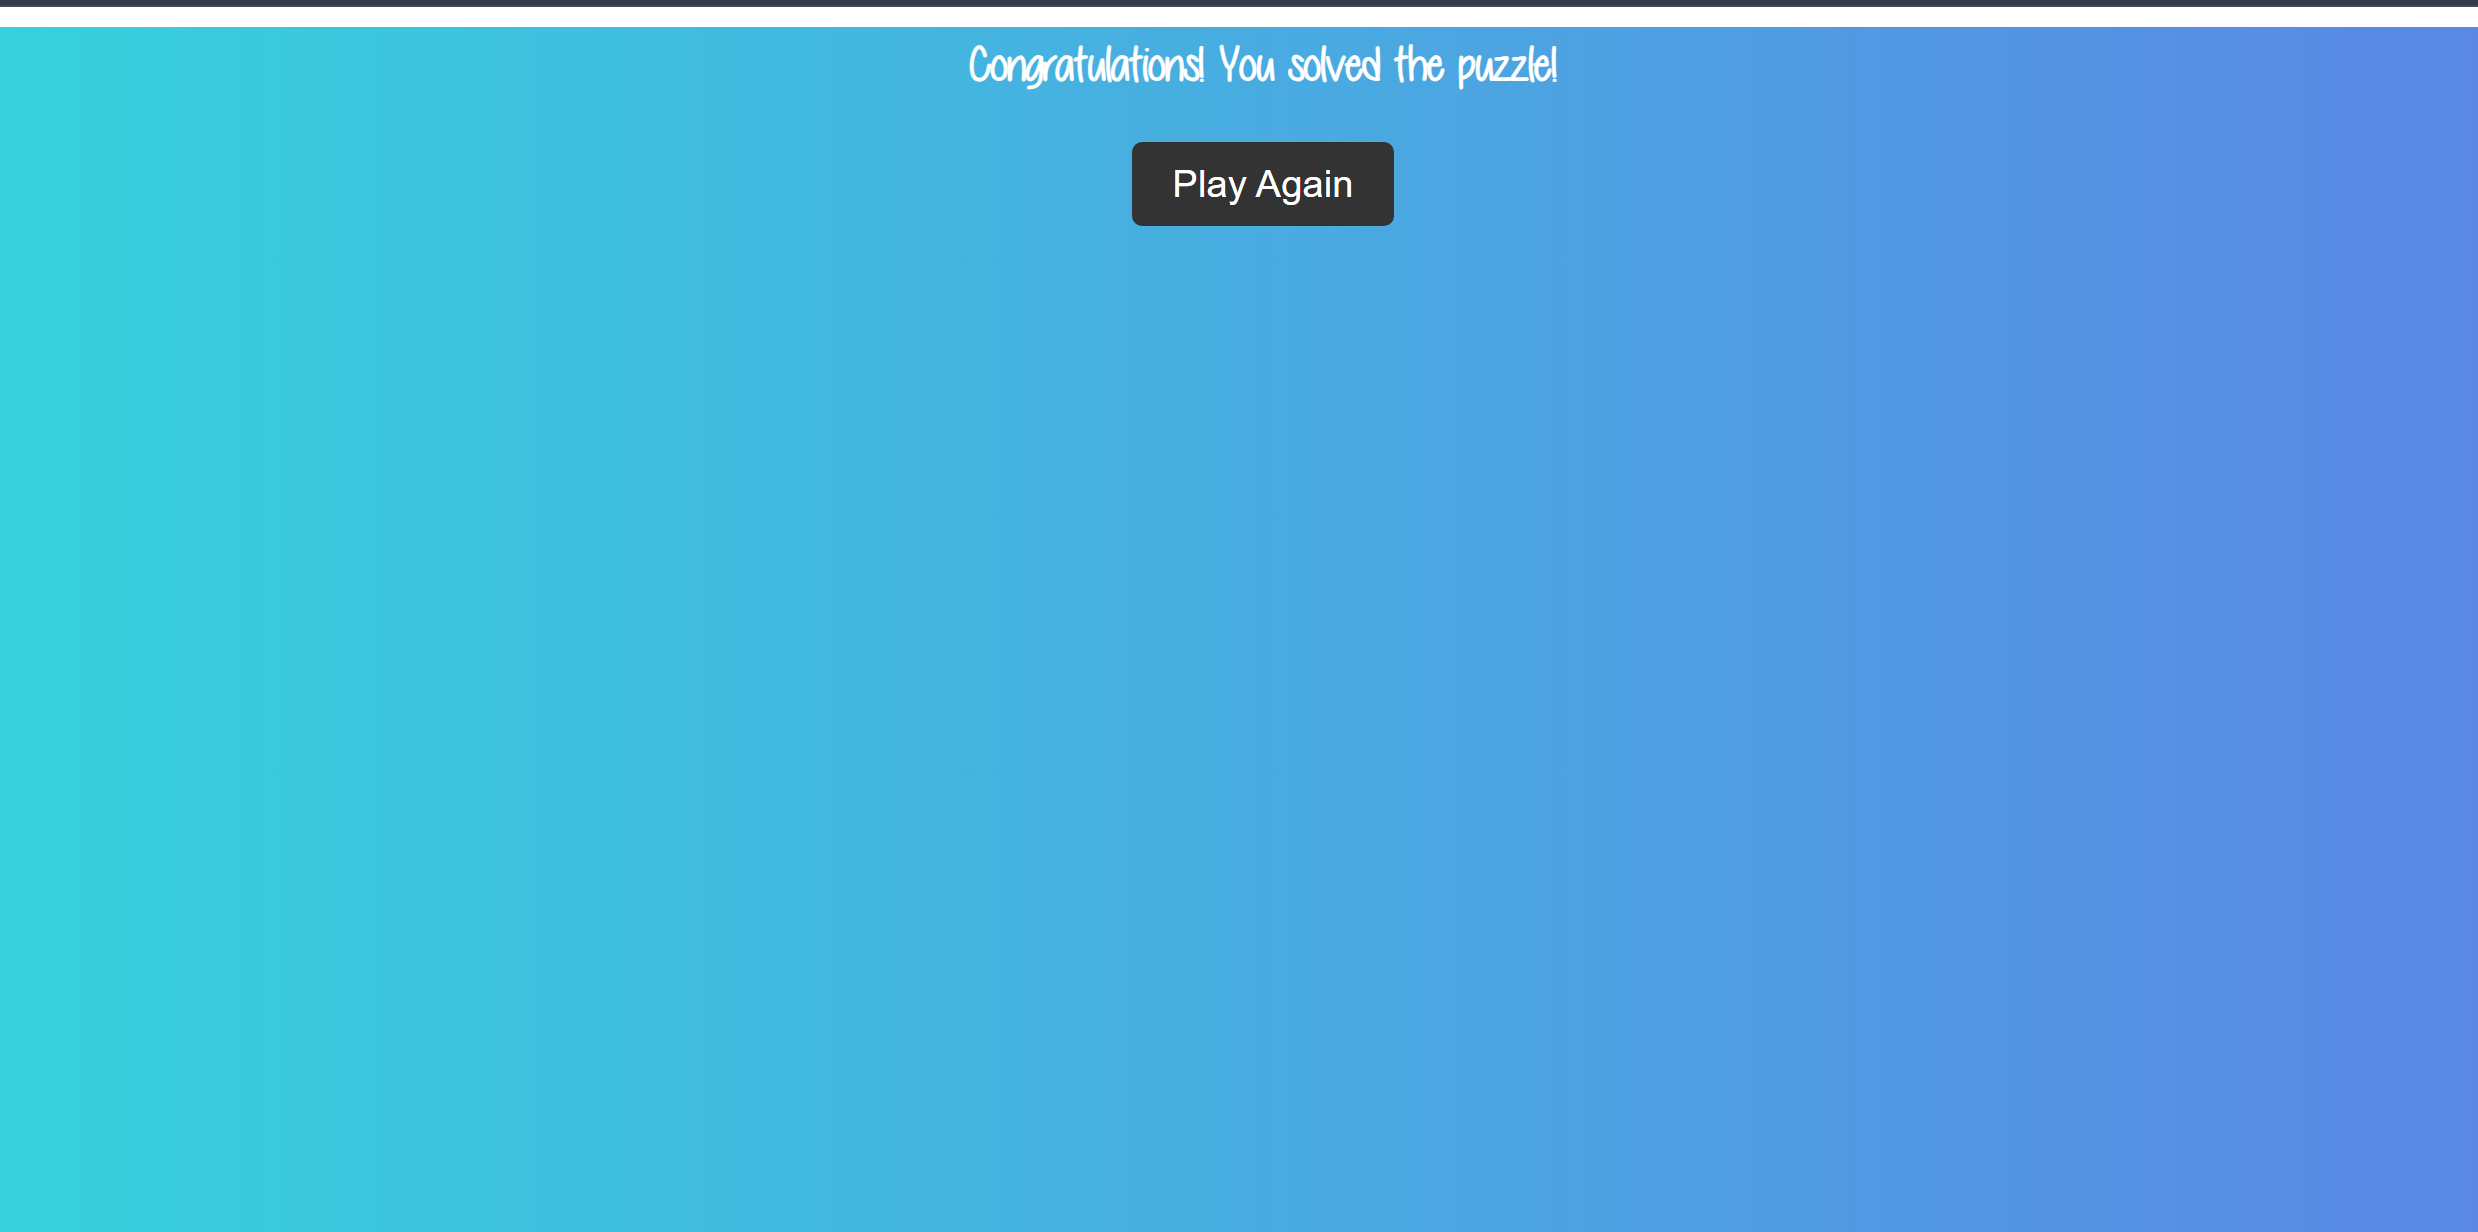 Congratulations! You solved the puzzle!
Play Again